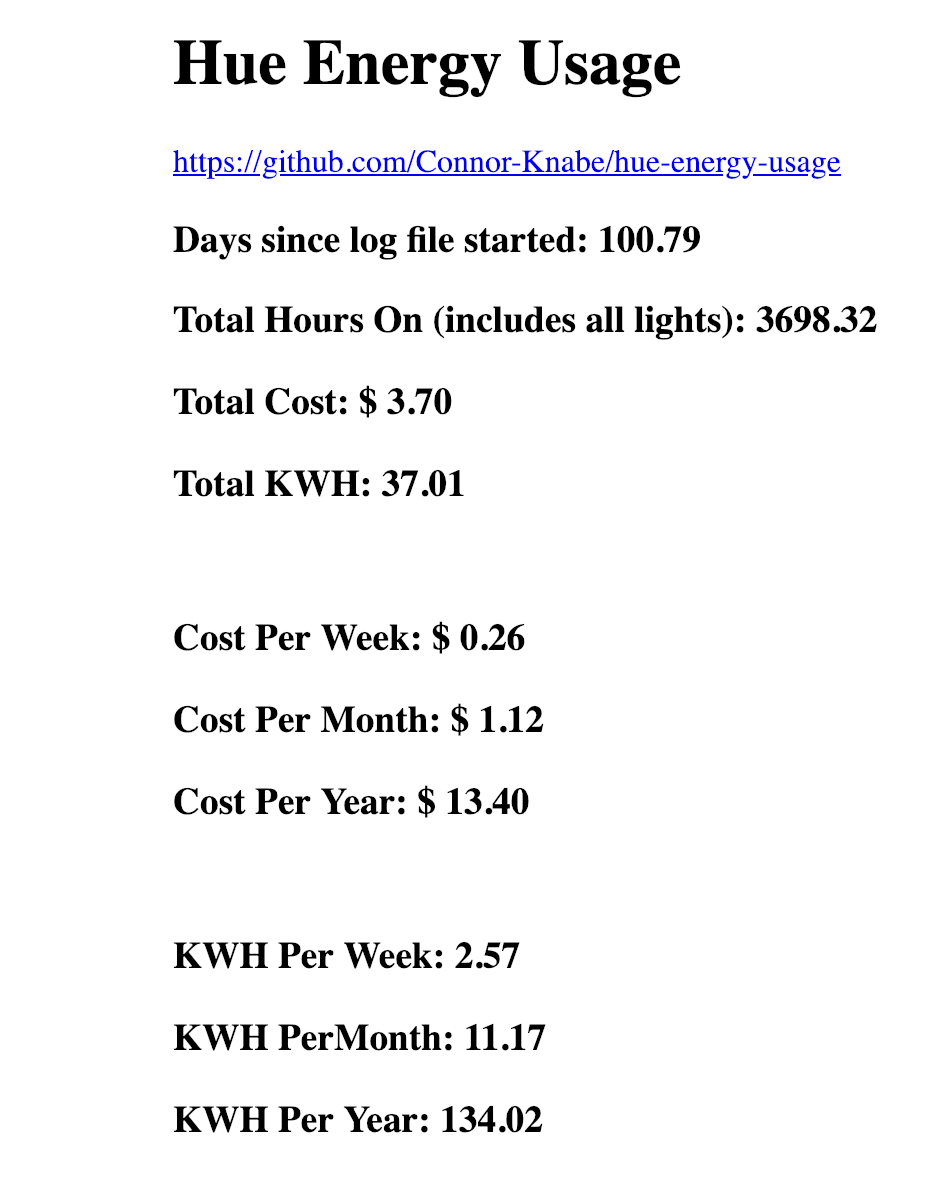 Hue Energy Usage
https://github.com/Connor-Knabe/hue-energy-usage
Days since log file started: 100.79
Total Hours On (includes all lights): 3698.32
Total Cost: $ 3.70
Total KWH: 37.01
Cost Per Week: $ 0.26
Cost Per Month: $ 1.12
Cost Per Year: $ 13.40
KWH Per Week: 2.57
KWH PerMonth: 11.17
KWH Per Year: 134.02